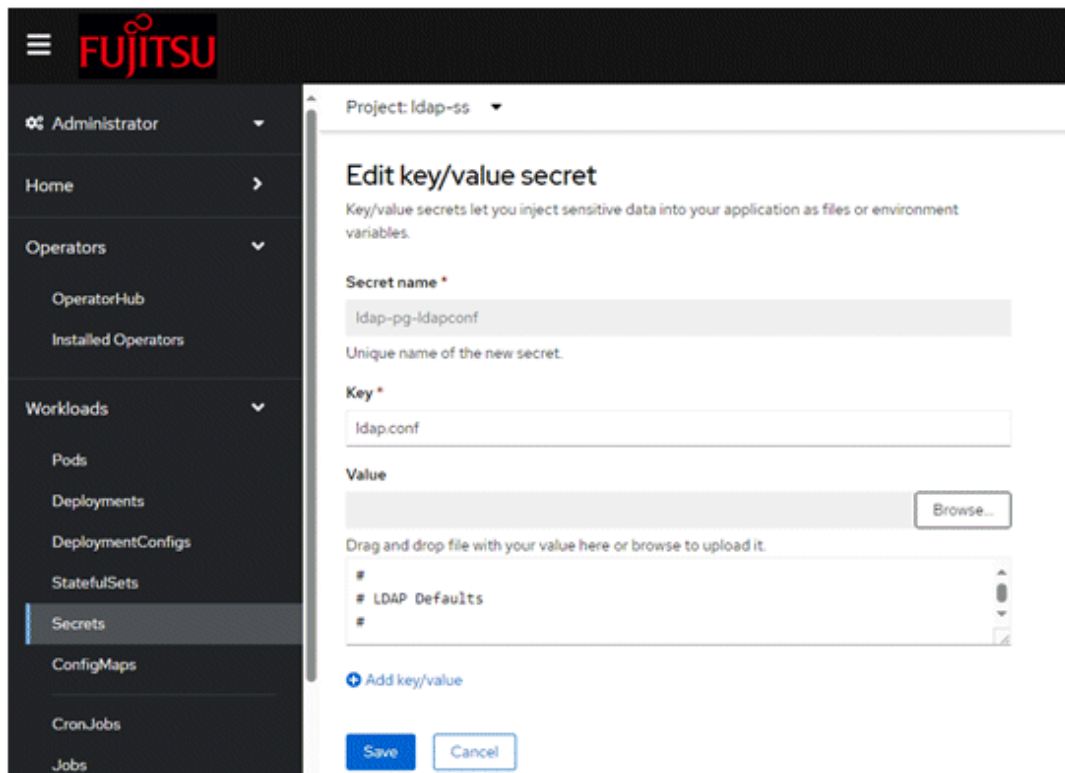 FUJITSU
Administrator
Home
Operators
OperatorHub
Installed Operators
Workloads
Pods
Deployments
DeploymentConfigs
StatefulSets
Secrets
ConfigMaps
CronJobs
Jobs
Project: ldap-ss
Edit key/value secret
Key/value secrets let you inject sensitive data into your application as files or environment
variables.
Secret name *
ldap-pg-ldapconf
Unique name of the new secret.
Key *
ldap.conf
Value
Browse...
Drag and drop file with your value here or browse to upload it.
#
# LDAP Defaults
#
Add key/value
Save
Cancel